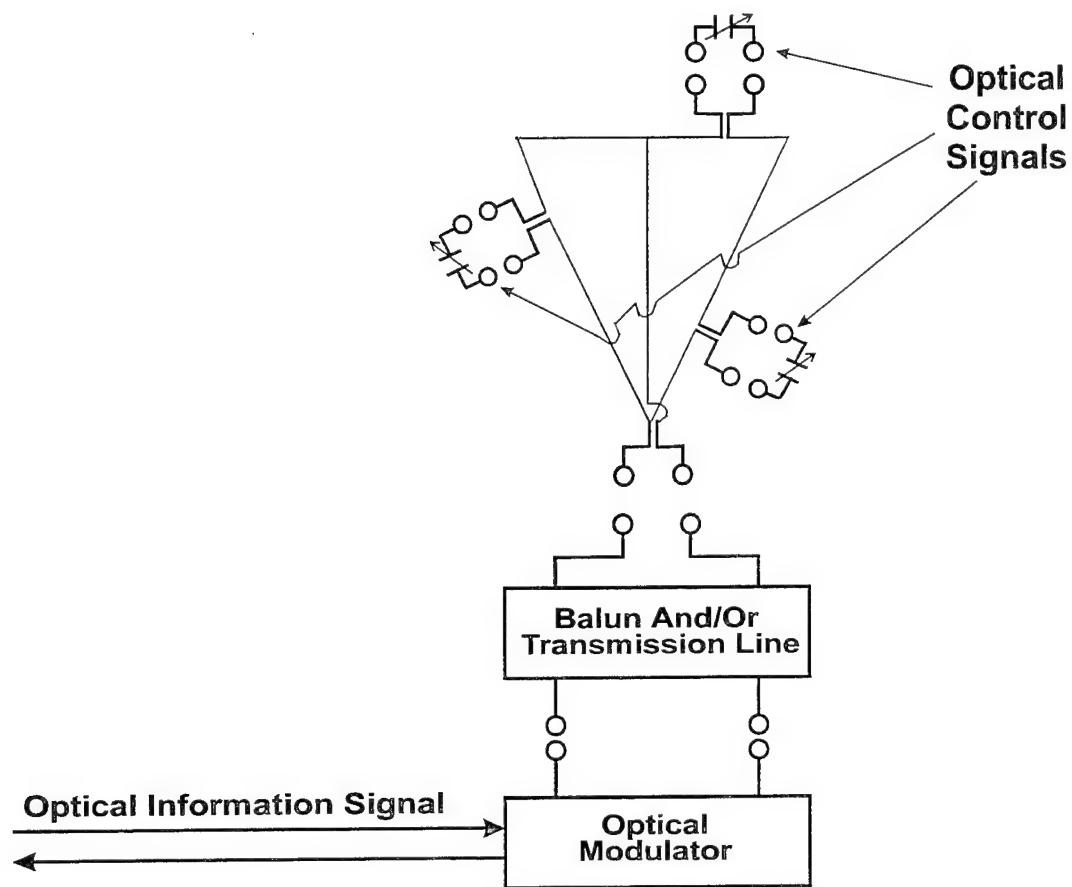 Optical
Control
Signals
Balun And/Or
Transmission Line
Optical Information Signal
Optical
Modulator